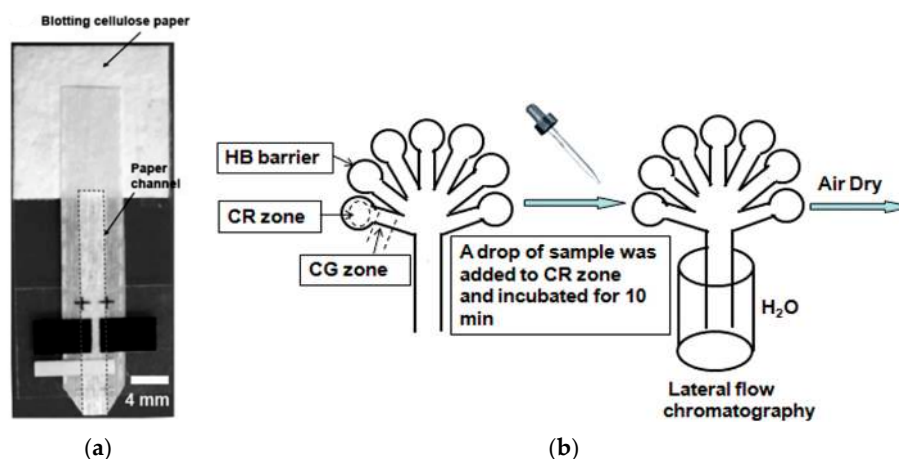 Blotting cellulose paper
Paper
channel
4 mm
(a)
HB barrier
CR zone
CG zone
A drop of sample was
added to CR zone
and incubated for 10
min
Air Dry
H₂O
Lateral flow
chromatography
(b)